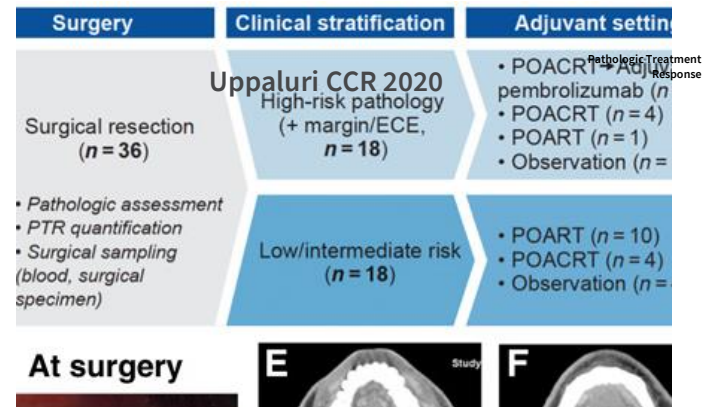 Surgery
Clinical stratification
Adjuvant setting
Uppaluri CCR 2020
Pathologic Treatment
Response
Surgical resection
(n = 36)
• Pathologic assessment
• PTR quantification
• Surgical sampling
(blood, surgical
specimen)
High-risk pathology
(+ margin/ECE,
n = 18)
Low/intermediate risk
(n = 18)
• POACRT→Adjuv
pembrolizumab (n
• POACRT (n = 4)
• POART (n = 1)
• Observation (n =
• POART (n = 10)
• POACRT (n = 4)
• Observation (n =
At surgery
E
Study
F